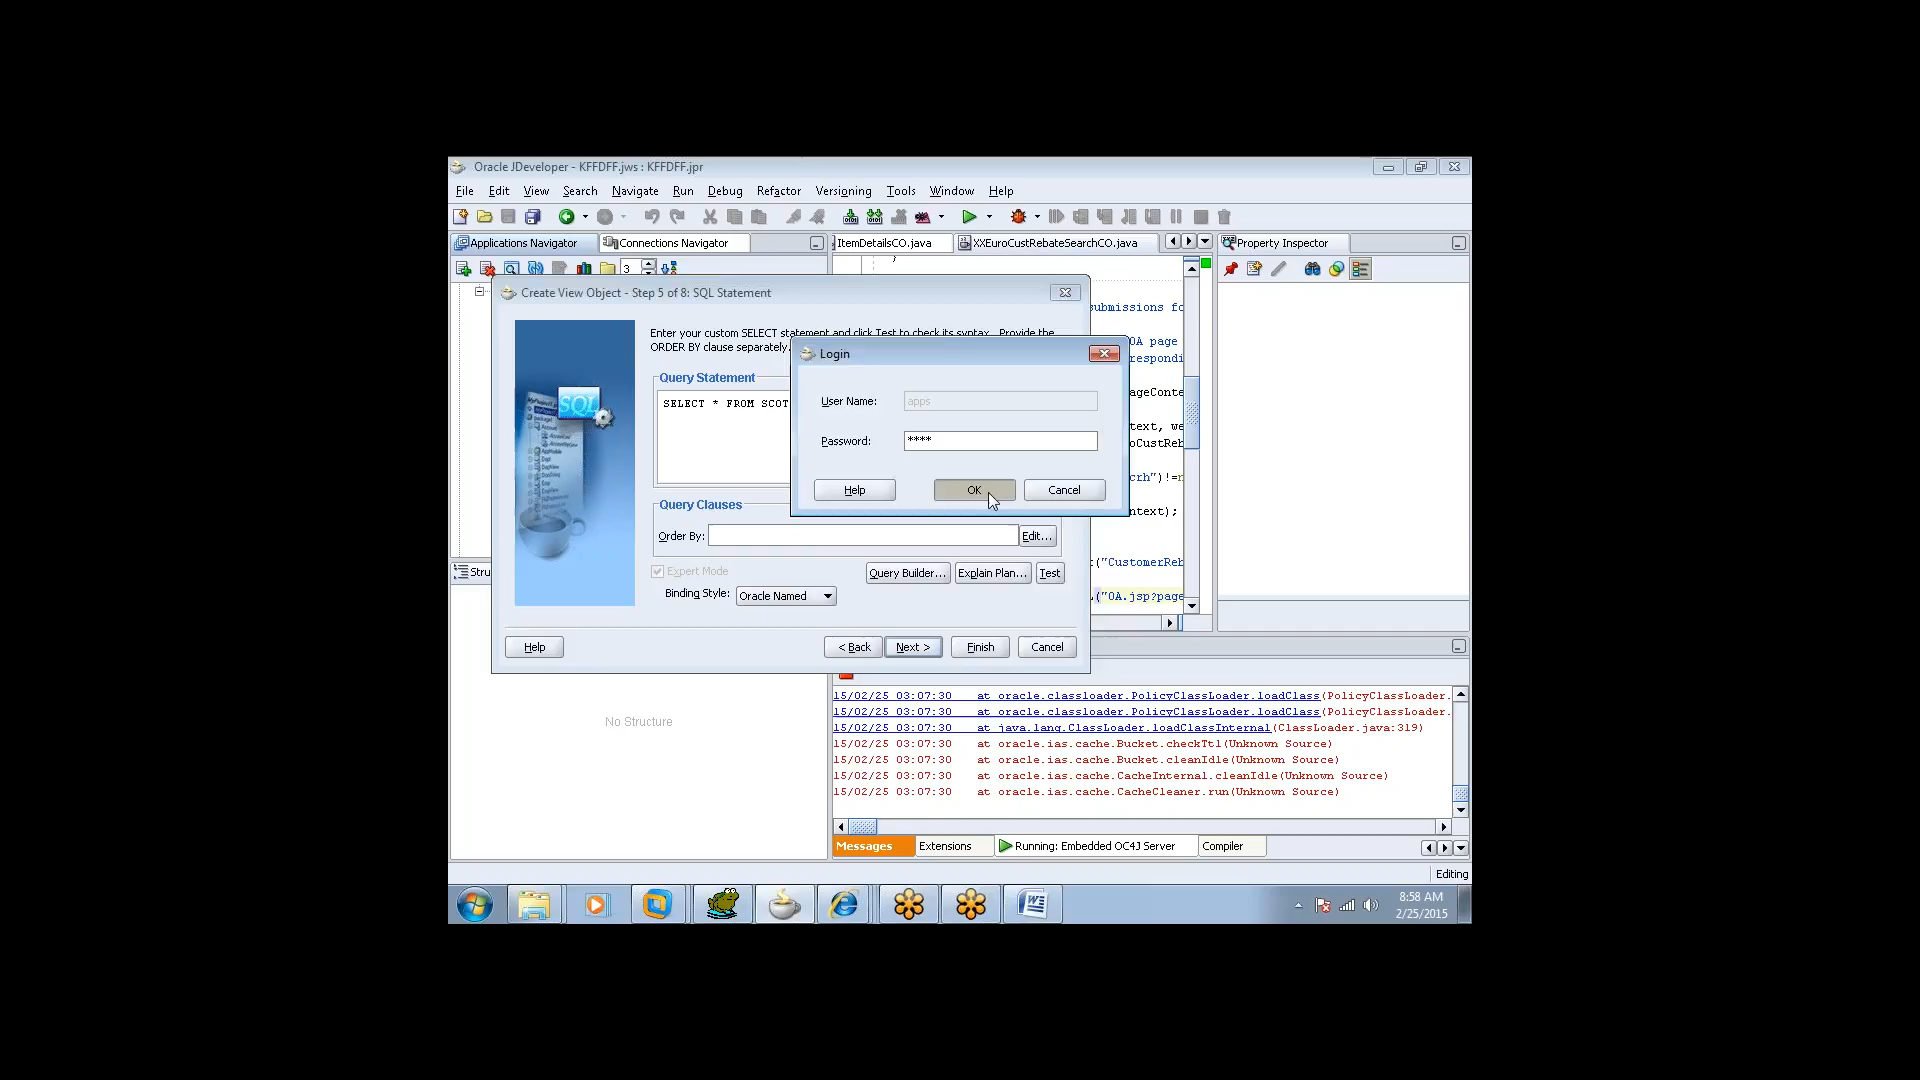 Oracle JDeveloper - KFFDFF.jws : KFFDFF.jpr
File Edit View Search Navigate Run Debug Refactor Versioning Tools Window Help
Applications Navigator
Connections Navigator
ItemDetailsCO.java
XXEuroCustRebateSearchCO.java
Property Inspector
3
Create View Object - Step 5 of 8: SQL Statement
Enter your custom SELECT statement and click Test to check its syntax. Provide the
ORDER BY clause separately.
Query Statement
SELECT * FROM SCOT
Login
User Name: apps
Password: ****
Help OK Cancel
Query Clauses
Order By: Edit...
Expert Mode
Query Builder... Explain Plan... Test
Binding Style: Oracle Named
Help < Back Next > Finish Cancel
ubmissions fo
OA page
respondi
ageConte
text, we
oCustReb
crh")!=n
ontext);
("CustomerReb
("OA.jsp?page
Stru
No Structure
15/02/25 03:07:30 at oracle.classloader.PolicyClassLoader.loadClass(PolicyClassLoader.
15/02/25 03:07:30 at oracle.classloader.PolicyClassLoader.loadClass(PolicyClassLoader.
15/02/25 03:07:30 at java.lang.ClassLoader.loadClassInternal(ClassLoader.java:319)
15/02/25 03:07:30 at oracle.ias.cache.Bucket.checkTtl(Unknown Source)
15/02/25 03:07:30 at oracle.ias.cache.Bucket.cleanIdle(Unknown Source)
15/02/25 03:07:30 at oracle.ias.cache.CacheInternal.cleanIdle(Unknown Source)
15/02/25 03:07:30 at oracle.ias.cache.CacheCleaner.run(Unknown Source)
Messages
Extensions
Running: Embedded OC4J Server
Compiler
Editing
8:58 AM
2/25/2015